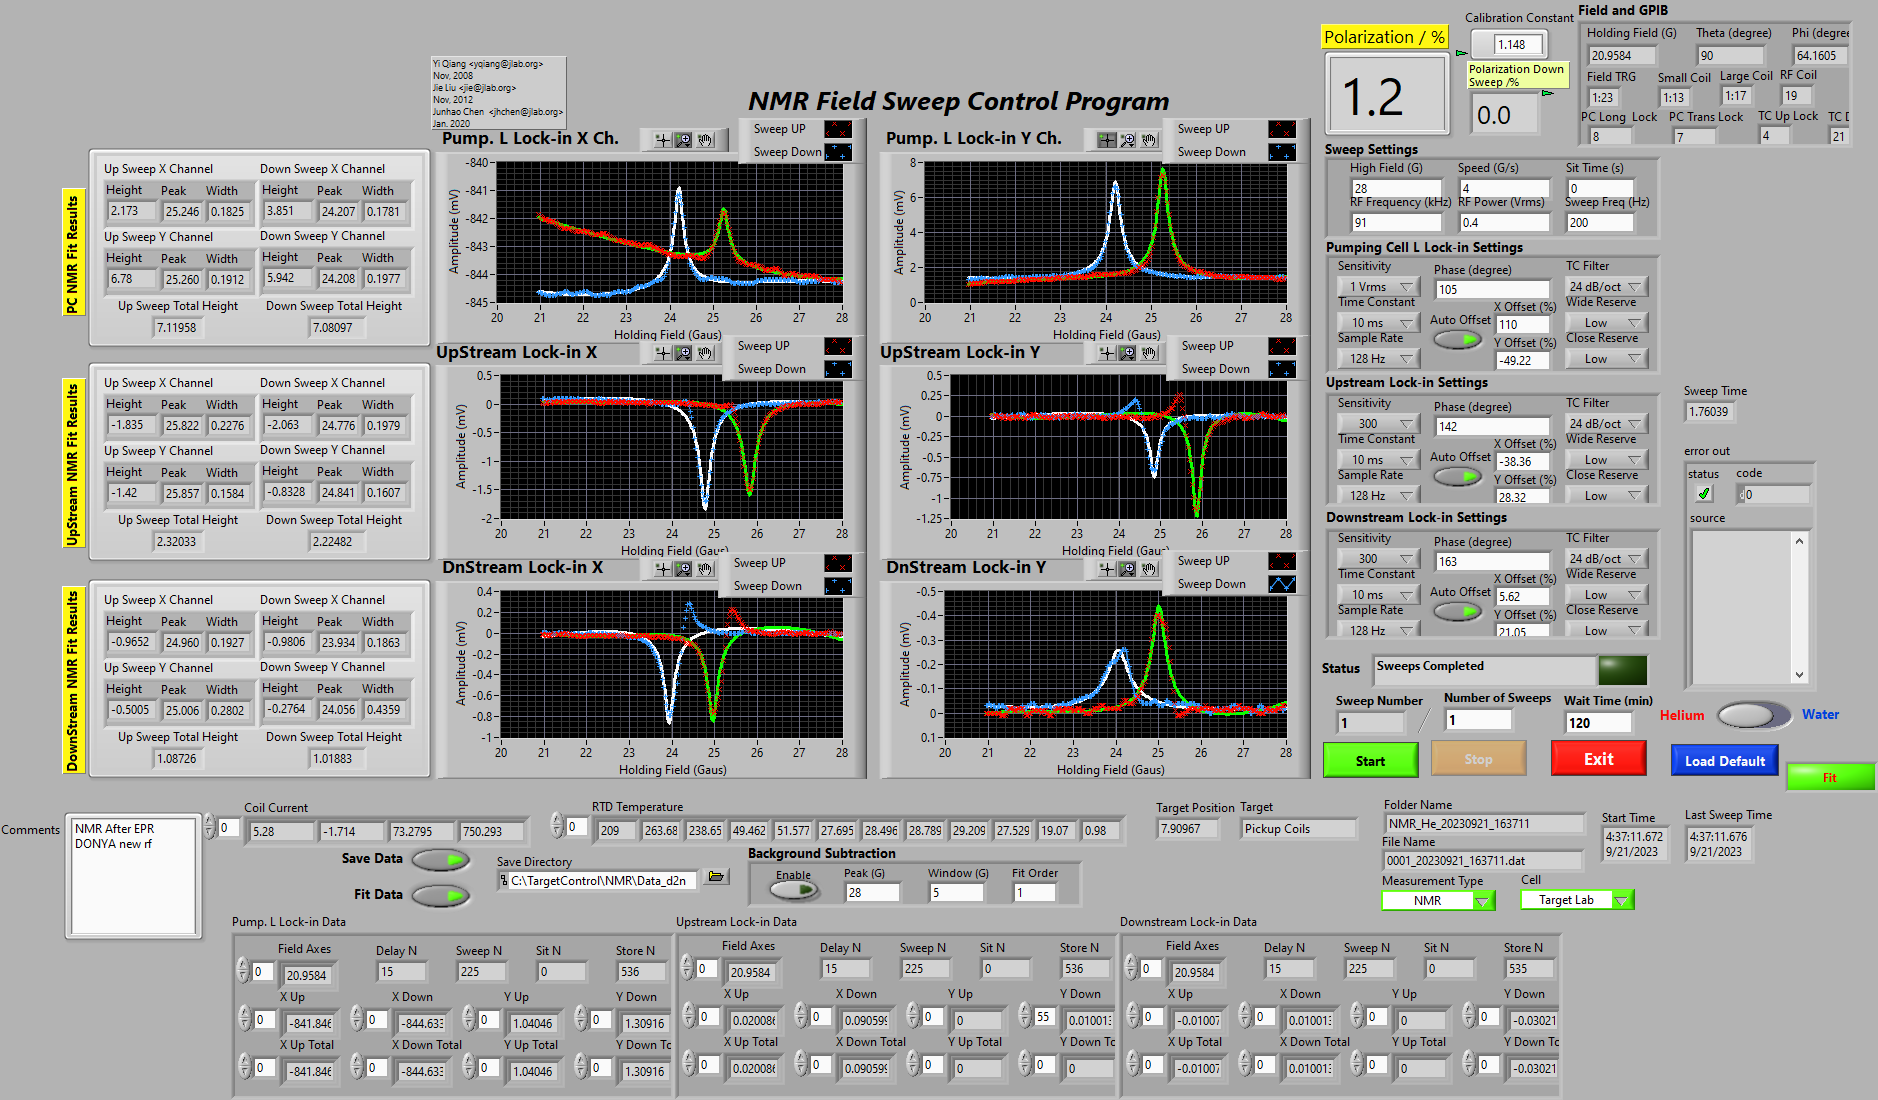 Yi Qiang <yqiang@jlab.org>
Nov, 2008
Jie Liu <jie@jlab.org>
Nov, 2012
Junhao Chen <jhchen@jlab.org>
Jan. 2020
NMR Field Sweep Control Program
Polarization / %
1.2
Calibration Constant
1.148
Polarization Down
Sweep /%
0.0
Field and GPIB
Holding Field (G) Theta (degree) Phi (degree
20.9584 90 64.1605
Field TRG Small Coil Large Coil RF Coil
1:23 1:13 1:17 19
PC Long Lock PC Trans Lock TC Up Lock TC D
8 7 4 21
PC NMR Fit Results
Up Sweep X Channel Down Sweep X Channel
Height Peak Width Height Peak Width
2.173 25.246 0.1825 3.851 24.207 0.1781
Up Sweep Y Channel Down Sweep Y Channel
Height Peak Width Height Peak Width
6.78 25.260 0.1912 5.942 24.208 0.1977
Up Sweep Total Height Down Sweep Total Height
7.11958 7.08097
UpStream NMR Fit Results
Up Sweep X Channel Down Sweep X Channel
Height Peak Width Height Peak Width
-1.835 25.822 0.2276 -2.063 24.776 0.1979
Up Sweep Y Channel Down Sweep Y Channel
Height Peak Width Height Peak Width
-1.42 25.857 0.1584 -0.8328 24.841 0.1607
Up Sweep Total Height Down Sweep Total Height
2.32033 2.22482
DownStream NMR Fit Results
Up Sweep X Channel Down Sweep X Channel
Height Peak Width Height Peak Width
-0.9652 24.960 0.1927 -0.9806 23.934 0.1863
Up Sweep Y Channel Down Sweep Y Channel
Height Peak Width Height Peak Width
-0.5005 25.006 0.2802 -0.2764 24.056 0.4359
Up Sweep Total Height Down Sweep Total Height
1.08726 1.01883
Pump. L Lock-in X Ch.
Sweep UP
Sweep Down
Amplitude (mV)
-840
-841
-842
-843
-844
-845
20 21 22 23 24 25 26 27 28
Holding Field (Gaus)
Pump. L Lock-in Y Ch.
Sweep UP
Sweep Down
Amplitude (mV)
8
6
4
2
0
20 21 22 23 24 25 26 27 28
Holding Field (Gaus)
UpStream Lock-in X
Sweep UP
Sweep Down
Amplitude (mV)
0.5
0
-0.5
-1
-1.5
-2
20 21 22 23 24 25 26 27 28
Holding Field (Gaus)
UpStream Lock-in Y
Sweep UP
Sweep Down
Amplitude (mV)
0.5
0.25
0
-0.25
-0.5
-0.75
-1
-1.25
20 21 22 23 24 25 26 27 28
Holding Field (Gaus)
DnStream Lock-in X
Sweep UP
Sweep Down
Amplitude (mV)
0.4
0.2
0
-0.2
-0.4
-0.6
-0.8
-1
20 21 22 23 24 25 26 27 28
Holding Field (Gaus)
DnStream Lock-in Y
Sweep UP
Sweep Down
Amplitude (mV)
-0.5
-0.4
-0.3
-0.2
-0.1
0
0.1
20 21 22 23 24 25 26 27 28
Holding Field (Gaus)
Sweep Settings
High Field (G) Speed (G/s) Sit Time (s)
28 4 0
RF Frequency (kHz) RF Power (Vrms) Sweep Freq (Hz)
91 0.4 200
Pumping Cell L Lock-in Settings
Sensitivity Phase (degree) TC Filter
1 Vrms 105 24 dB/oct
Time Constant X Offset (%) Wide Reserve
10 ms Auto Offset 110 Low
Sample Rate Y Offset (%) Close Reserve
128 Hz -49.22 Low
Upstream Lock-in Settings
Sensitivity Phase (degree) TC Filter
300 142 24 dB/oct
Time Constant X Offset (%) Wide Reserve
10 ms Auto Offset -38.36 Low
Sample Rate Y Offset (%) Close Reserve
128 Hz 28.32 Low
Downstream Lock-in Settings
Sensitivity Phase (degree) TC Filter
300 163 24 dB/oct
Time Constant X Offset (%) Wide Reserve
10 ms Auto Offset 5.62 Low
Sample Rate Y Offset (%) Close Reserve
128 Hz 21.05 Low
Sweep Time
1.76039
error out
status code
0
source
Status Sweeps Completed
Sweep Number Number of Sweeps Wait Time (min)
1 / 1 120
Helium Water
Start Stop Exit Load Default Fit
Comments
NMR After EPR
DONYA new rf
Coil Current
0 5.28 -1.714 73.2795 750.293
RTD Temperature
0 209 263.68 238.65 49.462 51.577 27.695 28.496 28.789 29.209 27.529 19.07 0.98
Target Position Target
7.90967 Pickup Coils
Folder Name
NMR_He_20230921_163711
File Name
0001_20230921_163711.dat
Measurement Type Cell
NMR Target Lab
Start Time
4:37:11.672
9/21/2023
Last Sweep Time
4:37:11.676
9/21/2023
Save Data
Fit Data
Save Directory
C:\TargetControl\NMR\Data_d2n
Background Subtraction
Enable Peak (G) Window (G) Fit Order
28 5 1
Pump. L Lock-in Data
Field Axes Delay N Sweep N Sit N Store N
0 20.9584 15 225 0 536
X Up X Down Y Up Y Down
0 -841.846 0 -844.633 0 1.04046 0 1.30916
X Up Total X Down Total Y Up Total Y Down To
0 -841.846 0 -844.633 0 1.04046 0 1.30916
Upstream Lock-in Data
Field Axes Delay N Sweep N Sit N Store N
0 20.9584 15 225 0 536
X Up X Down Y Up Y Down
0 0.020086 0 0.090599 0 0 55 0.010013
X Up Total X Down Total Y Up Total Y Down To
0 0.020086 0 0.090599 0 0 0 0
Downstream Lock-in Data
Field Axes Delay N Sweep N Sit N Store N
0 20.9584 15 225 0 535
X Up X Down Y Up Y Down
0 -0.01007 0 0.010013 0 0 0 -0.03021
X Up Total X Down Total Y Up Total Y Down To
0 -0.01007 0 0.010013 0 0 0 -0.03021